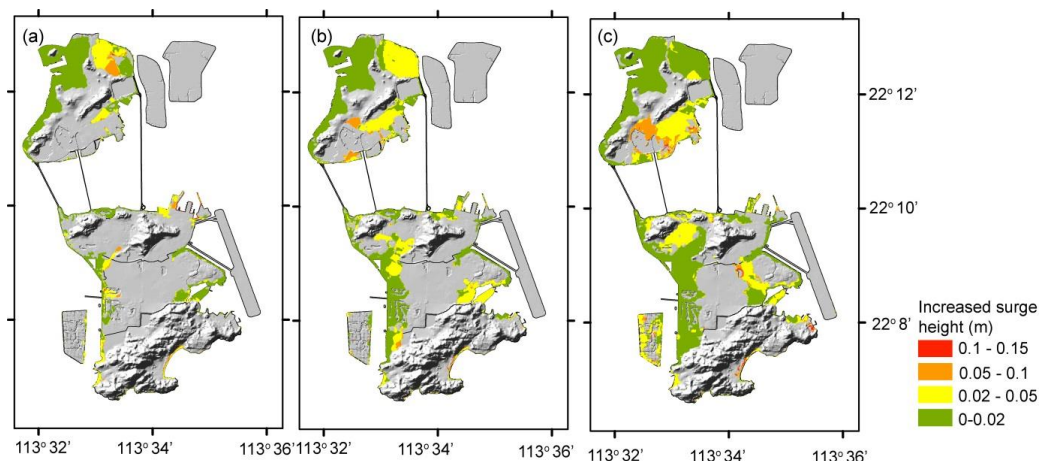 (a)
(b)
(c)
22° 12'
22° 10'
22° 8'
Increased surge
height (m)
0.1 - 0.15
0.05 - 0.1
0.02 - 0.05
0-0.02
113° 32' 113° 34' 113° 36' 113° 32' 113° 34' 113° 36' 113° 32' 113° 34' 113° 36'